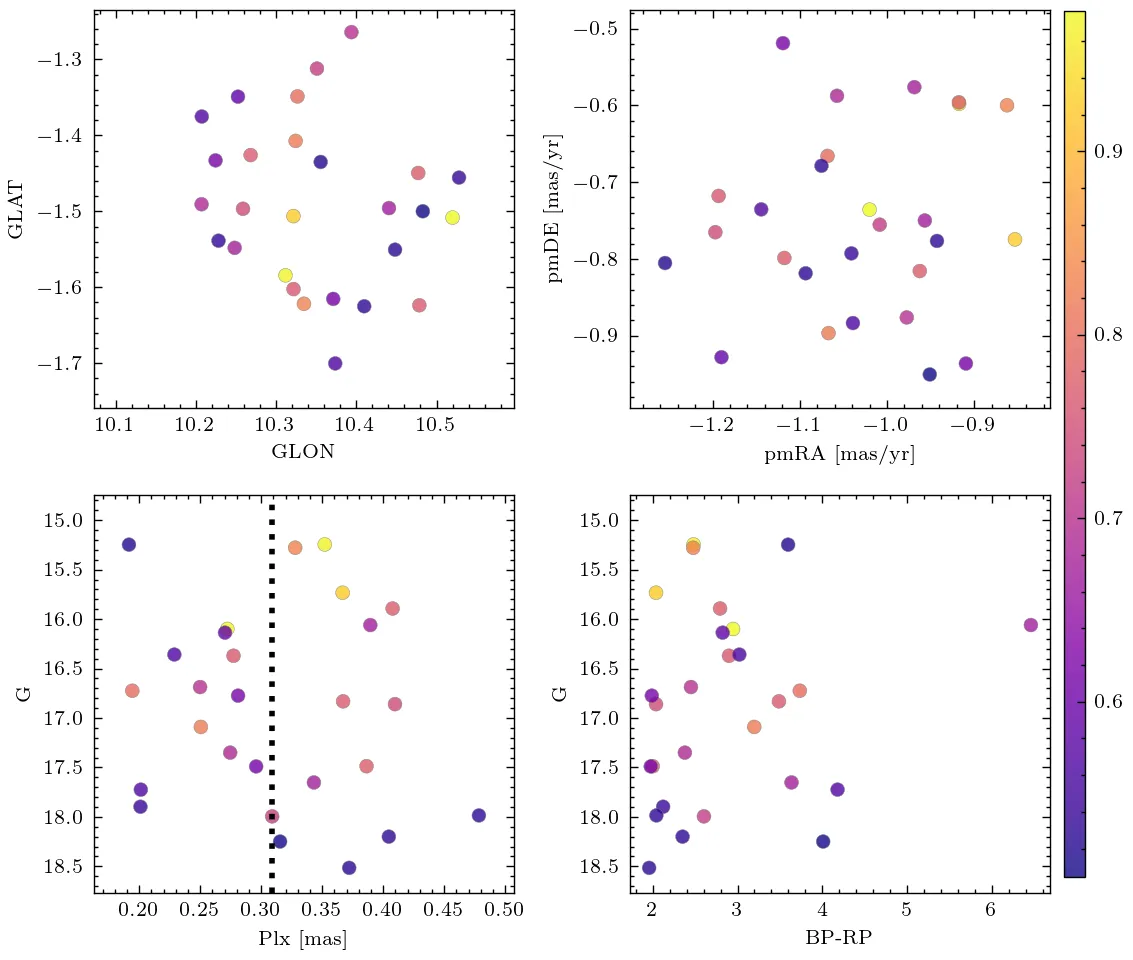 −1.3
−1.4
−1.5
−1.6
−1.7
GLAT
10.1 10.2 10.3 10.4 10.5
GLON
−0.5
−0.6
−0.7
−0.8
−0.9
pmDE [mas/yr]
−1.2 −1.1 −1.0 −0.9
pmRA [mas/yr]
0.9
0.8
0.7
0.6
15.0
15.5
16.0
16.5
17.0
17.5
18.0
18.5
G
0.20 0.25 0.30 0.35 0.40 0.45 0.50
Plx [mas]
15.0
15.5
16.0
16.5
17.0
17.5
18.0
18.5
G
2 3 4 5 6
BP-RP